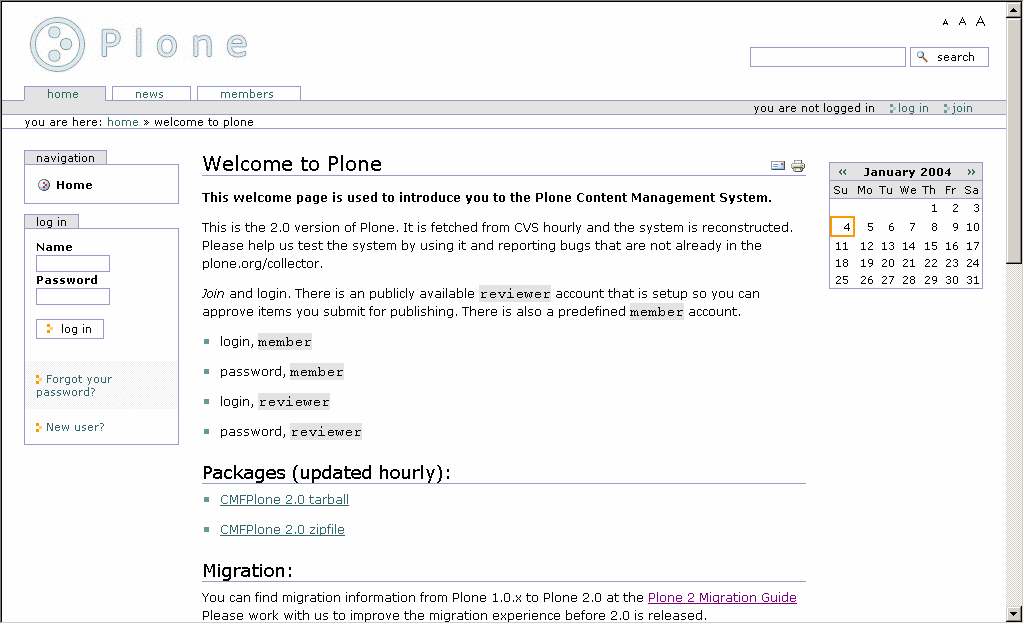 A A A
Plone
search
home news members
you are not logged in log in join
you are here: home » welcome to plone
navigation
Home
log in
Name
Password
log in
Forgot your
password?
New user?
Welcome to Plone
This welcome page is used to introduce you to the Plone Content Management System.
This is the 2.0 version of Plone. It is fetched from CVS hourly and the system is reconstructed.
Please help us test the system by using it and reporting bugs that are not already in the
plone.org/collector.
Join and login. There is an publicly available reviewer account that is setup so you can
approve items you submit for publishing. There is also a predefined member account.
login, member
password, member
login, reviewer
password, reviewer
Packages (updated hourly):
CMFPlone 2.0 tarball
CMFPlone 2.0 zipfile
Migration:
You can find migration information from Plone 1.0.x to Plone 2.0 at the Plone 2 Migration Guide
Please work with us to improve the migration experience before 2.0 is released.
« January 2004 »
Su Mo Tu We Th Fr Sa
1 2 3
4 5 6 7 8 9 10
11 12 13 14 15 16 17
18 19 20 21 22 23 24
25 26 27 28 29 30 31